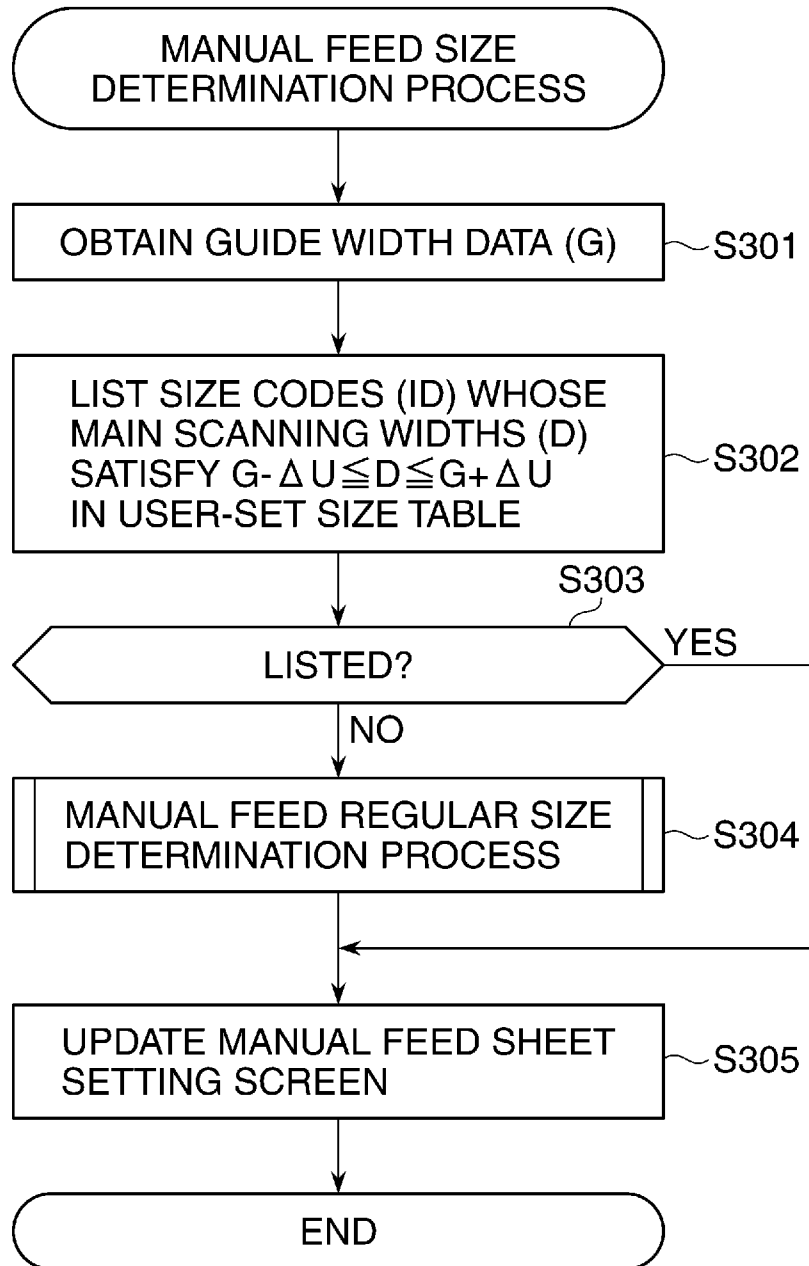 MANUAL FEED SIZE
DETERMINATION PROCESS
OBTAIN GUIDE WIDTH DATA (G)
S301
LIST SIZE CODES (ID) WHOSE
MAIN SCANNING WIDTHS (D)
SATISFY G- Δ U ≦ D ≦ G+ Δ U
IN USER-SET SIZE TABLE
S302
S303
LISTED?
YES
NO
MANUAL FEED REGULAR SIZE
DETERMINATION PROCESS
S304
UPDATE MANUAL FEED SHEET
SETTING SCREEN
S305
END